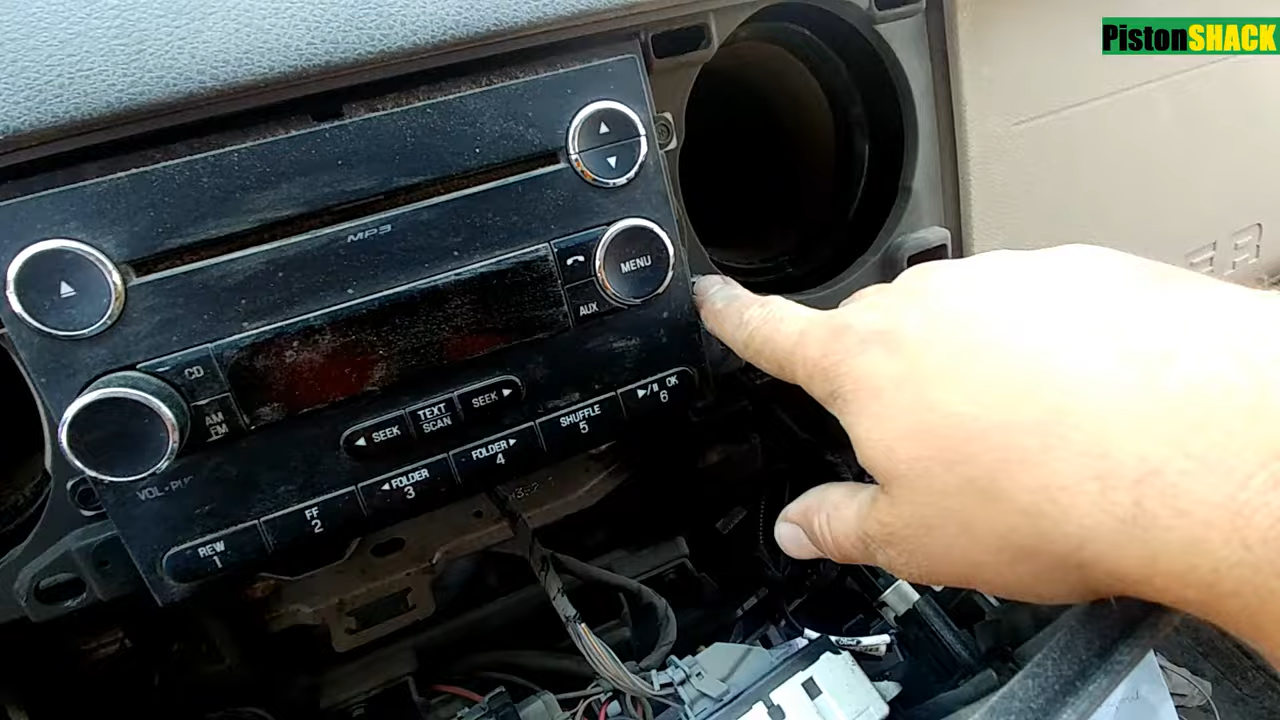 PistonSHACK
MP3
MENU
AUX
CD
AM
FM
SEEK
TEXT
SCAN
SEEK
OK
6
SHUFFLE
5
FOLDER
4
FOLDER
3
FF
2
REW
1